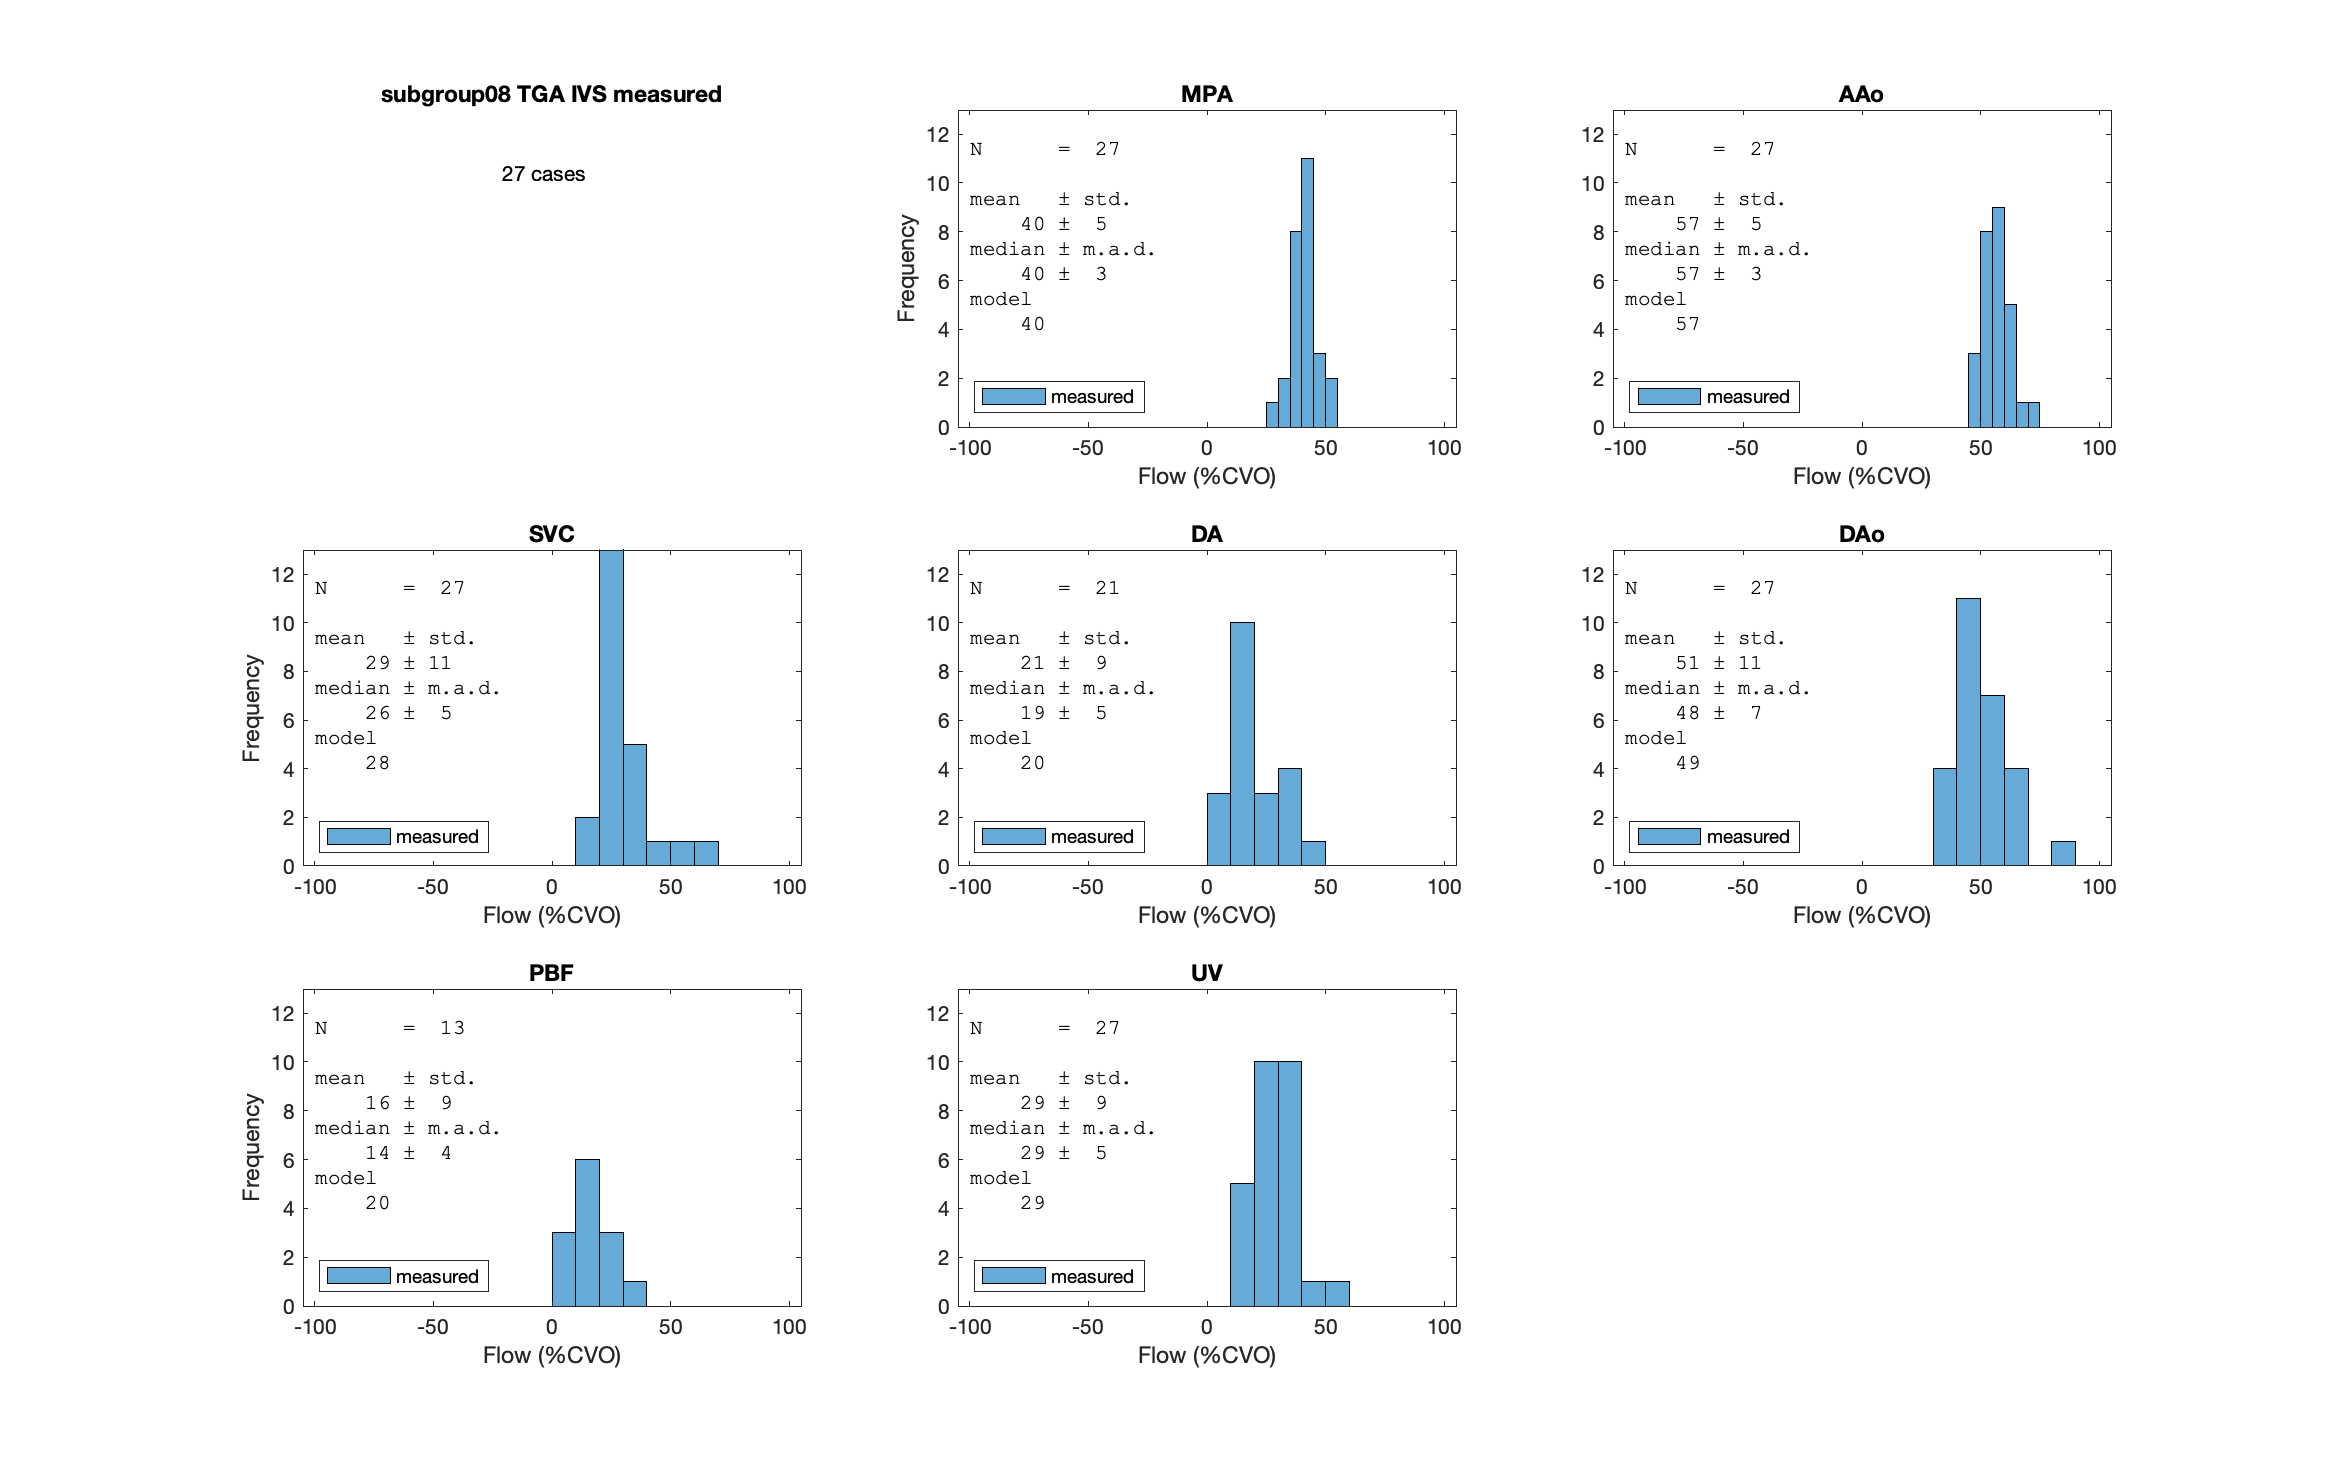 subgroup08 TGA IVS measured
27 cases
MPA
12
10
8
6
4
2
0
Frequency
N = 27
mean ± std.
40 ± 5
median ± m.a.d.
40 ± 3
model
40
measured
-100 -50 0 50 100
Flow (%CVO)
AAo
12
10
8
6
4
2
0
N = 27
mean ± std.
57 ± 5
median ± m.a.d.
57 ± 3
model
57
measured
-100 -50 0 50 100
Flow (%CVO)
SVC
12
10
8
6
4
2
0
Frequency
N = 27
mean ± std.
29 ± 11
median ± m.a.d.
26 ± 5
model
28
measured
-100 -50 0 50 100
Flow (%CVO)
DA
12
10
8
6
4
2
0
N = 21
mean ± std.
21 ± 9
median ± m.a.d.
19 ± 5
model
20
measured
-100 -50 0 50 100
Flow (%CVO)
DAo
12
10
8
6
4
2
0
N = 27
mean ± std.
51 ± 11
median ± m.a.d.
48 ± 7
model
49
measured
-100 -50 0 50 100
Flow (%CVO)
PBF
12
10
8
6
4
2
0
Frequency
N = 13
mean ± std.
16 ± 9
median ± m.a.d.
14 ± 4
model
20
measured
-100 -50 0 50 100
Flow (%CVO)
UV
12
10
8
6
4
2
0
N = 27
mean ± std.
29 ± 9
median ± m.a.d.
29 ± 5
model
29
measured
-100 -50 0 50 100
Flow (%CVO)